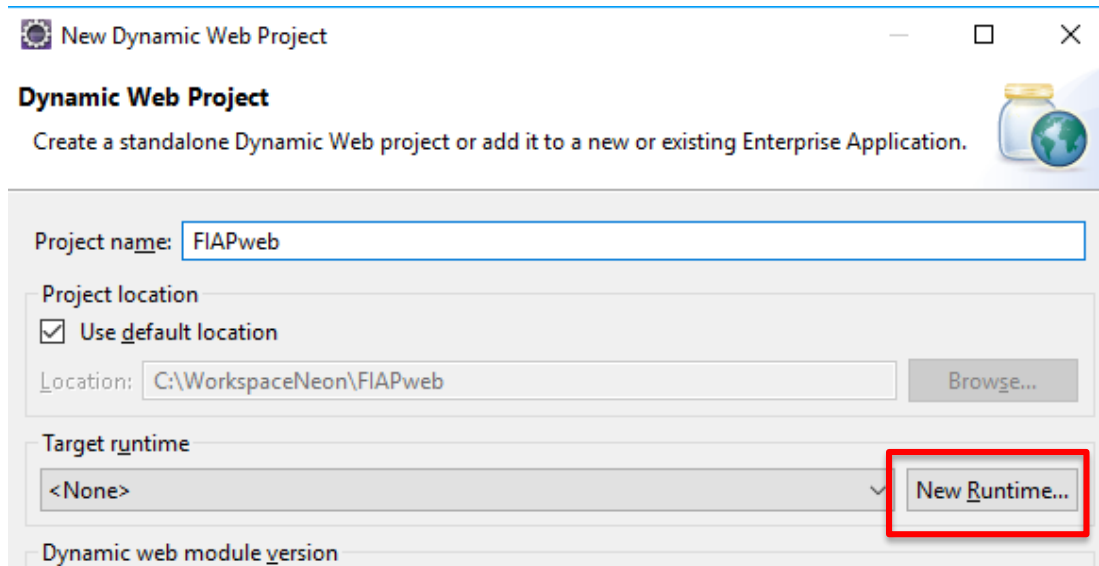 New Dynamic Web Project
Dynamic Web Project
Create a standalone Dynamic Web project or add it to a new or existing Enterprise Application.
Project name: FIAPweb
Project location
Use default location
Location: C:\WorkspaceNeon\FIAPweb Browse...
Target runtime
<None> New Runtime...
Dynamic web module version